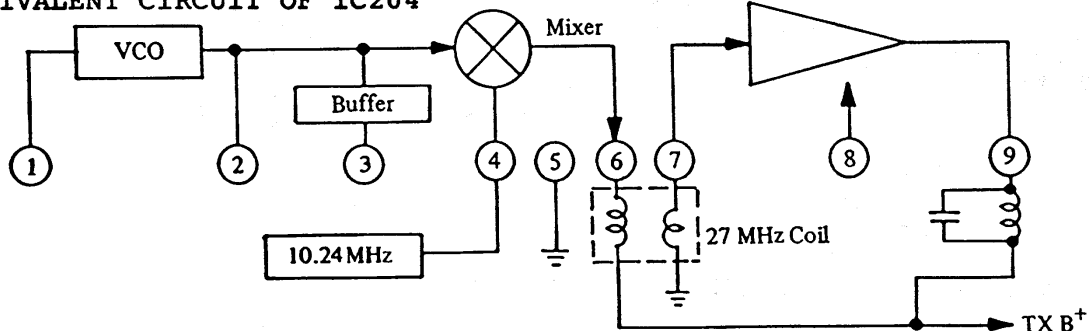 EQUIVALENT CIRCUIT OF IC204
VCO
Mixer
Buffer
1
2
3
4
5
6
7
8
9
10.24 MHz
27 MHz Coil
TX B+